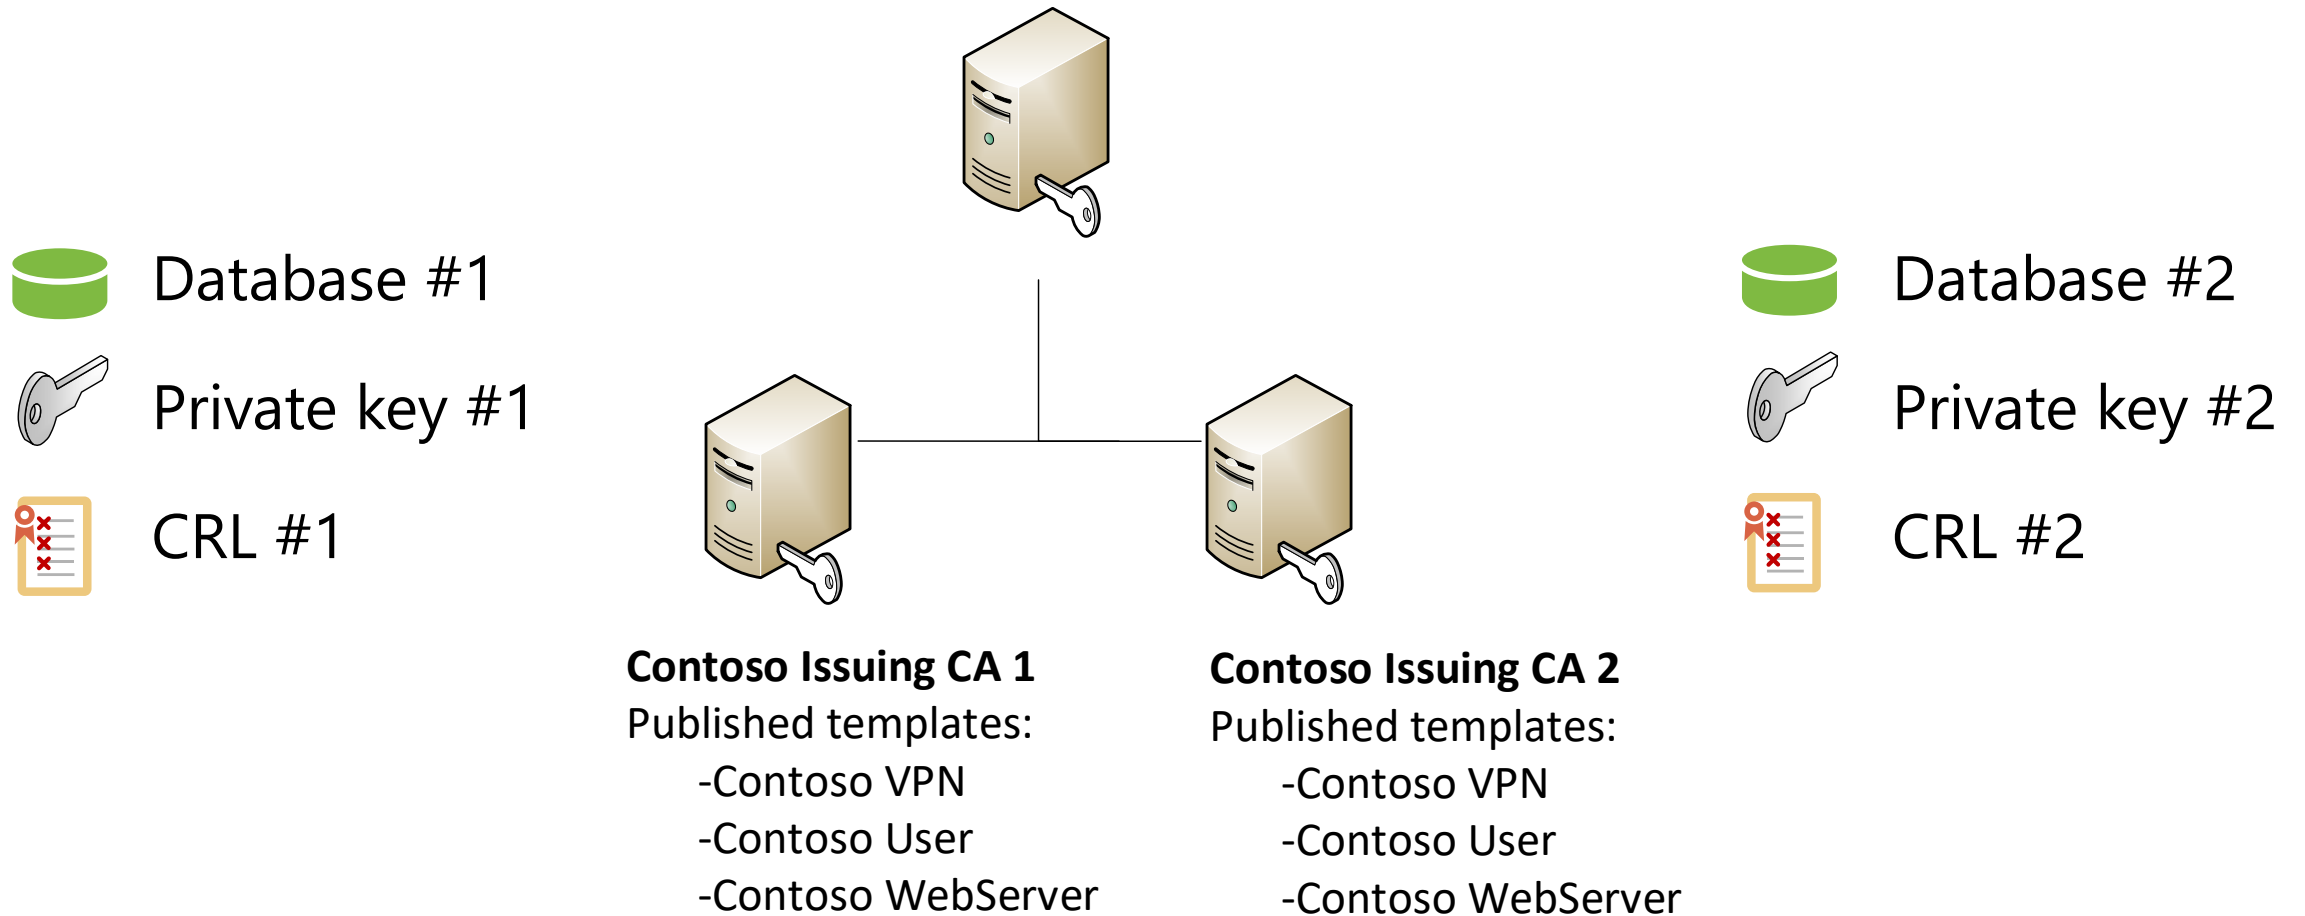 Database #1
Private key #1
CRL #1
Database #2
Private key #2
CRL #2
Contoso Issuing CA 1
Published templates:
-Contoso VPN
-Contoso User
-Contoso WebServer
Contoso Issuing CA 2
Published templates:
-Contoso VPN
-Contoso User
-Contoso WebServer